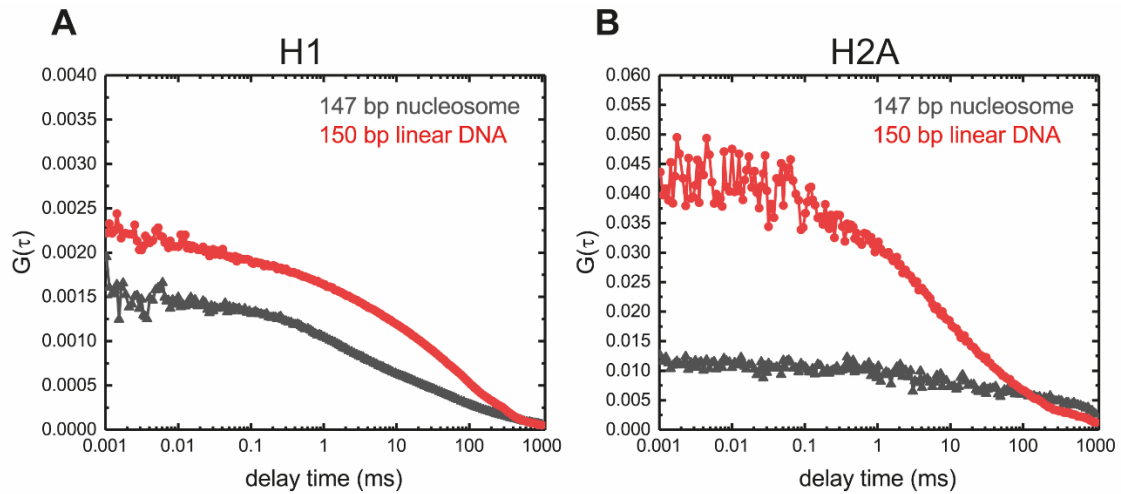 A
H1
0.0040
0.0035
0.0030
0.0025
0.0020
0.0015
0.0010
0.0005
0.0000
G(τ)
147 bp nucleosome
150 bp linear DNA
0.001 0.01 0.1 1 10 100 1000
delay time (ms)
B
H2A
0.060
0.055
0.050
0.045
0.040
0.035
0.030
0.025
0.020
0.015
0.010
0.005
0.000
G(τ)
147 bp nucleosome
150 bp linear DNA
0.001 0.01 0.1 1 10 100 1000
delay time (ms)